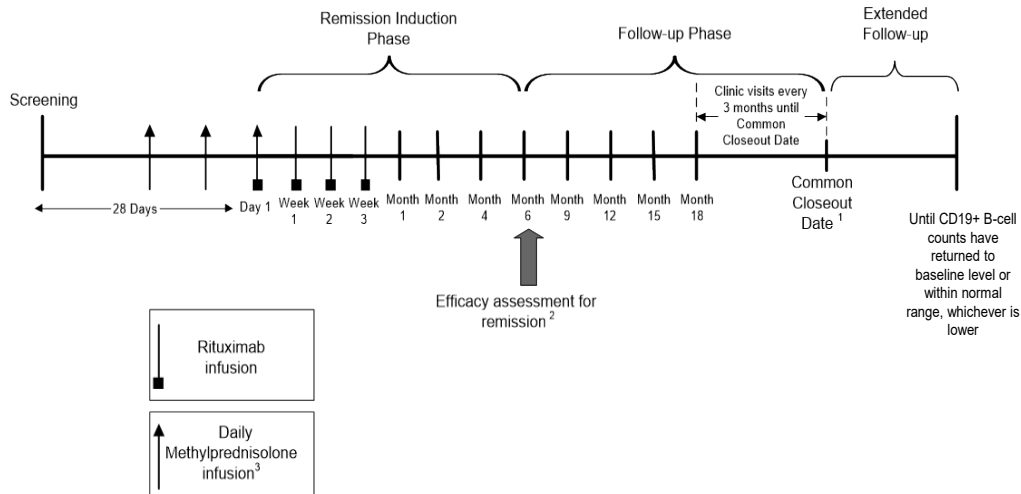 Remission Induction
Phase
Follow-up Phase
Extended
Follow-up
Screening
Clinic visits every
3 months until
Common
Closeout Date
28 Days
Day 1
Week
1
Week
2
Week
3
Month
1
Month
2
Month
4
Month
6
Month
9
Month
12
Month
15
Month
18
Common
Closeout
Date 1
Until CD19+ B-cell
counts have
returned to
baseline level or
within normal
range, whichever is
lower
Efficacy assessment for
remission 2
Rituximab
infusion
Daily
Methylprednisolone
infusion3